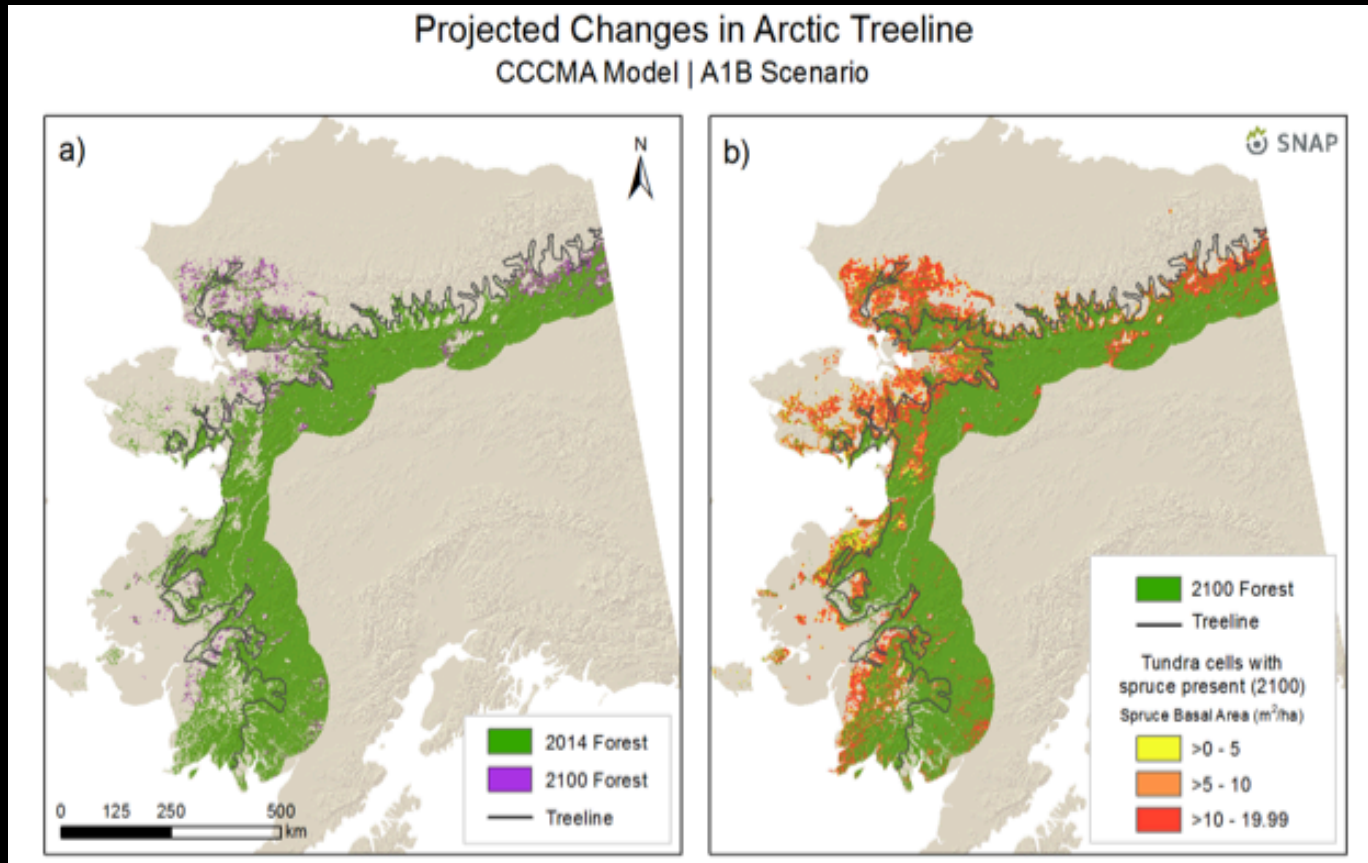 Projected Changes in Arctic Treeline
CCCMA Model | A1B Scenario
a)
N
2014 Forest
2100 Forest
Treeline
0 125 250 500
km
b)
SNAP
2100 Forest
Treeline
Tundra cells with
spruce present (2100)
Spruce Basal Area (m²/ha)
>0 - 5
>5 - 10
>10 - 19.99